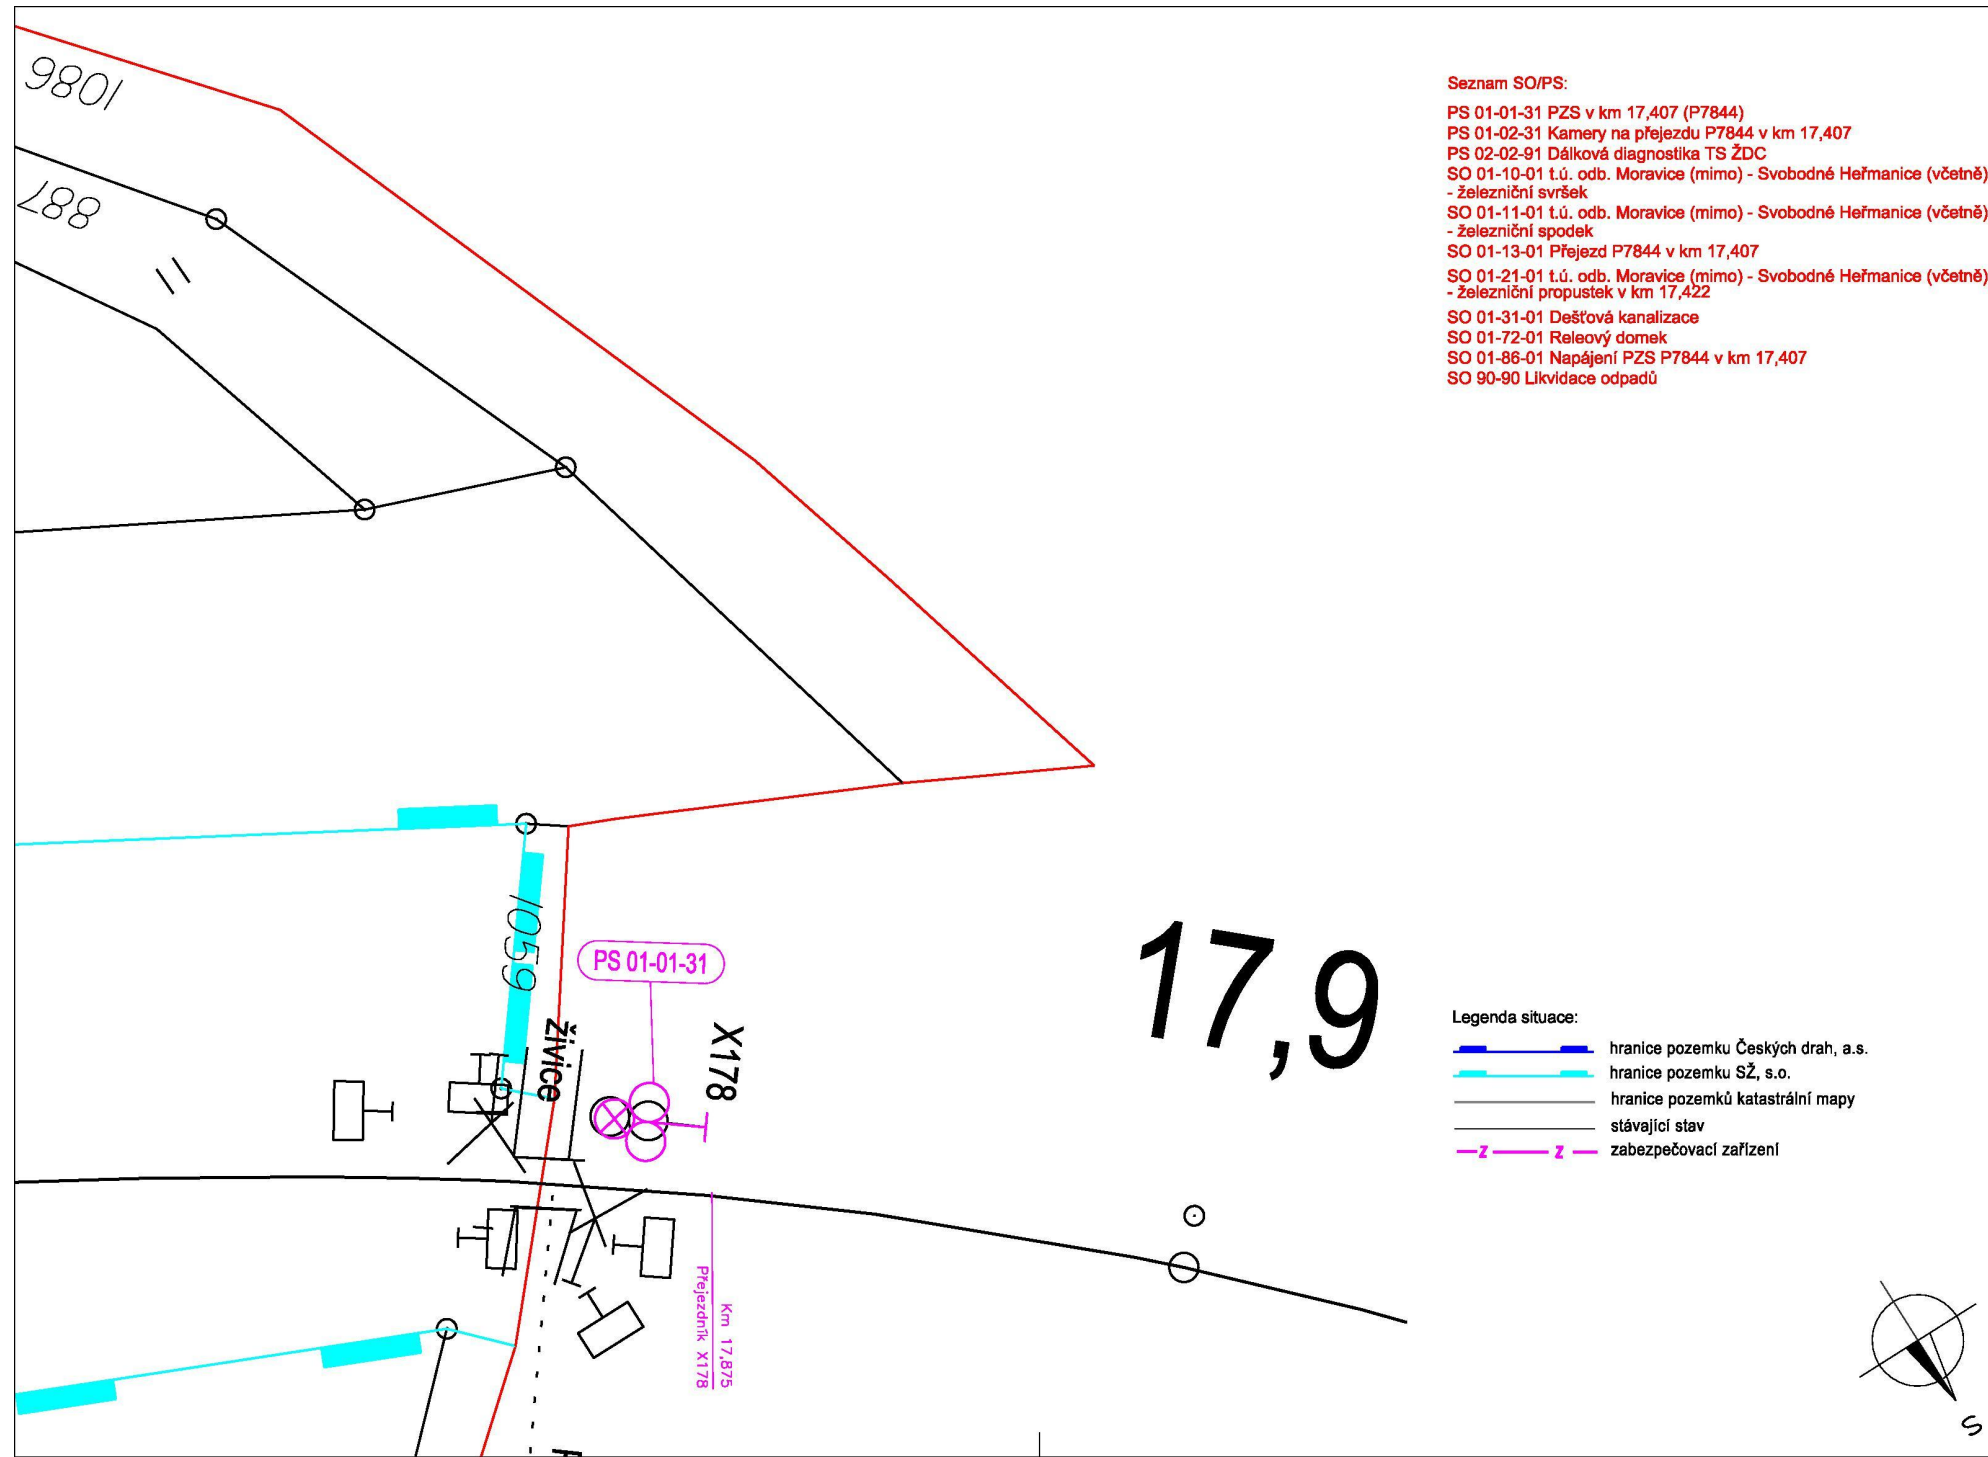 1086
887
Seznam SO/PS:
PS 01-01-31 PZS v km 17,407 (P7844)
PS 01-02-31 Kamery na přejezdu P7844 v km 17,407
PS 02-02-91 Dálková diagnostika TS ŽDC
SO 01-10-01 t.ú. odb. Moravice (mimo) - Svobodné Heřmanice (včetně)
- železniční svršek
SO 01-11-01 t.ú. odb. Moravice (mimo) - Svobodné Heřmanice (včetně)
- železniční spodek
SO 01-13-01 Přejezd P7844 v km 17,407
SO 01-21-01 t.ú. odb. Moravice (mimo) - Svobodné Heřmanice (včetně)
- železniční propustek v km 17,422
SO 01-31-01 Dešťová kanalizace
SO 01-72-01 Releový domek
SO 01-86-01 Napájení PZS P7844 v km 17,407
SO 90-90 Likvidace odpadů
1059
PS 01-01-31
živice
X178
17,9
Km 17,875
Přejezdník X178
Legenda situace:
hranice pozemku Českých drah, a.s.
hranice pozemku SŽ, s.o.
hranice pozemků katastrální mapy
stávající stav
z z zabezpečovací zařízení
S